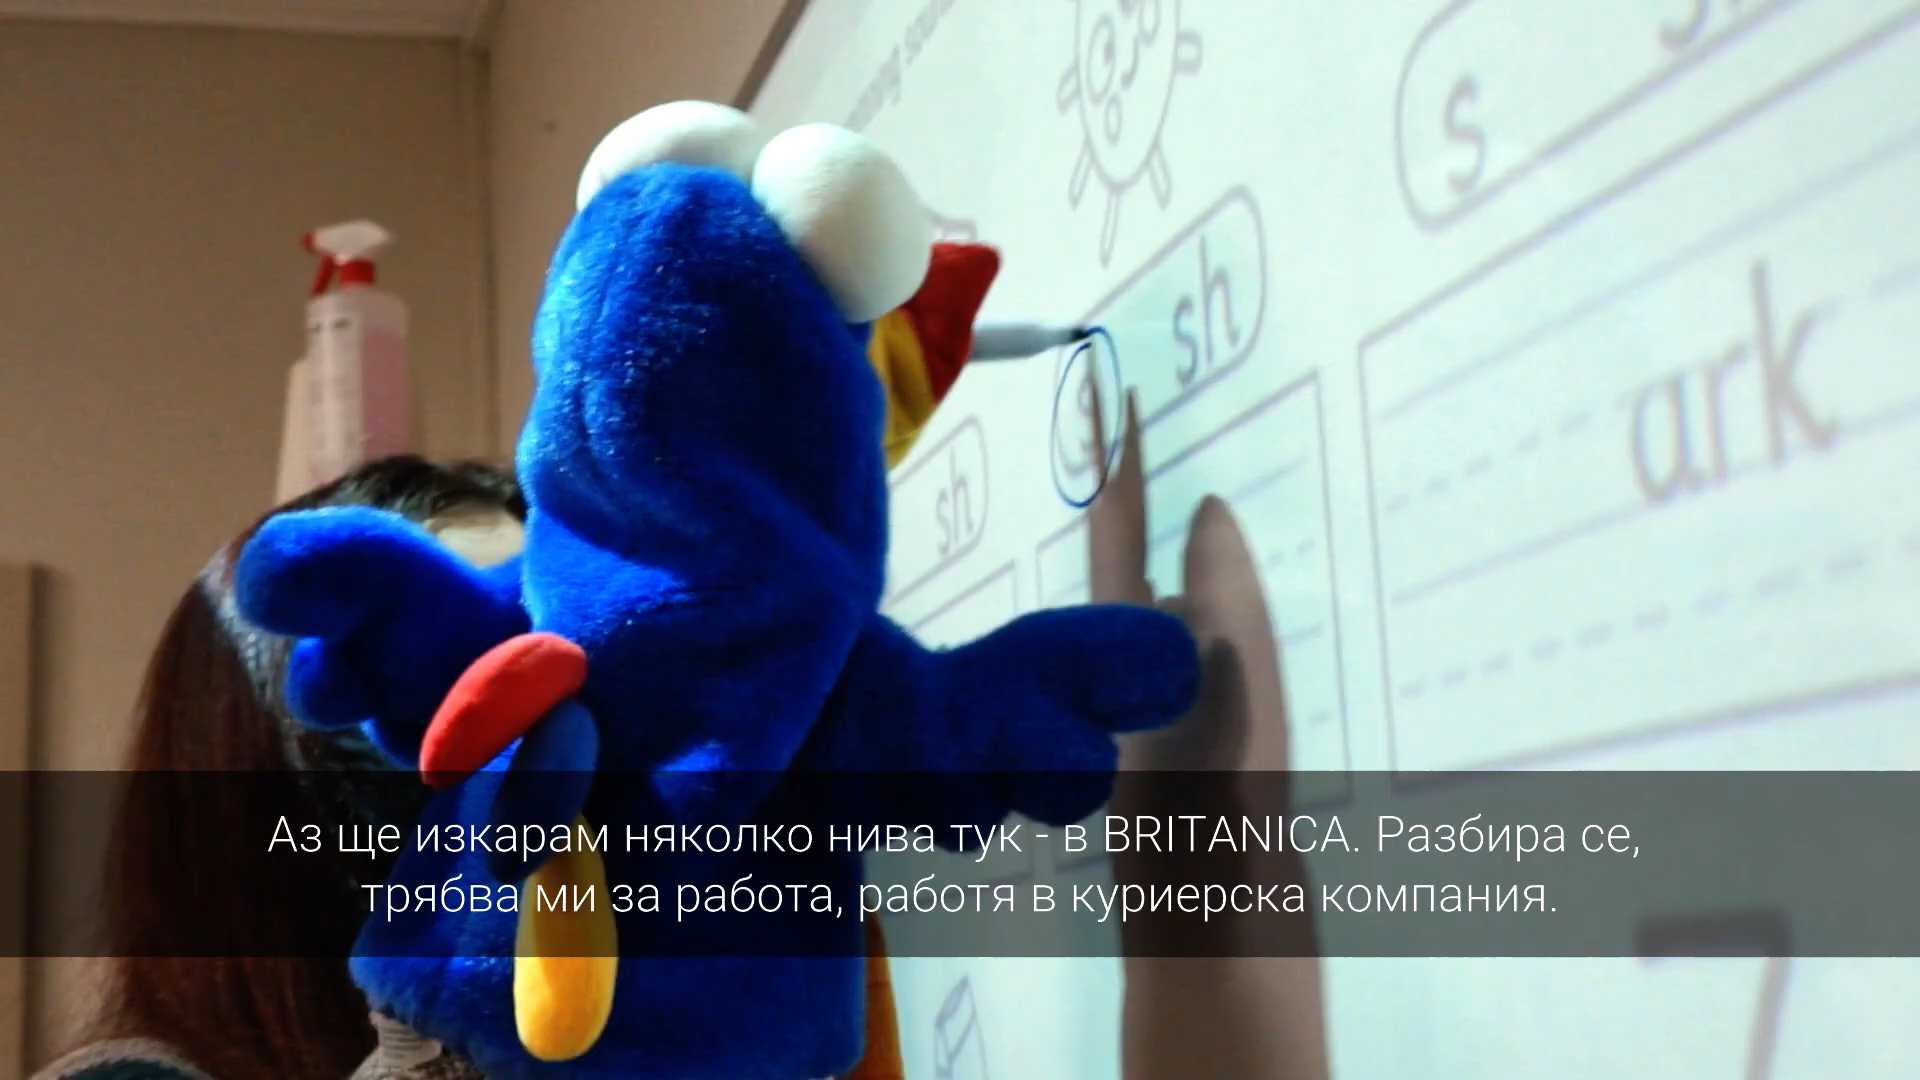 s
sh
sh
s
ark
sh
Аз ще изкарам няколко нива тук - в BRITANICA. Разбира се,
трябва ми за работа, работя в куриерска компания.